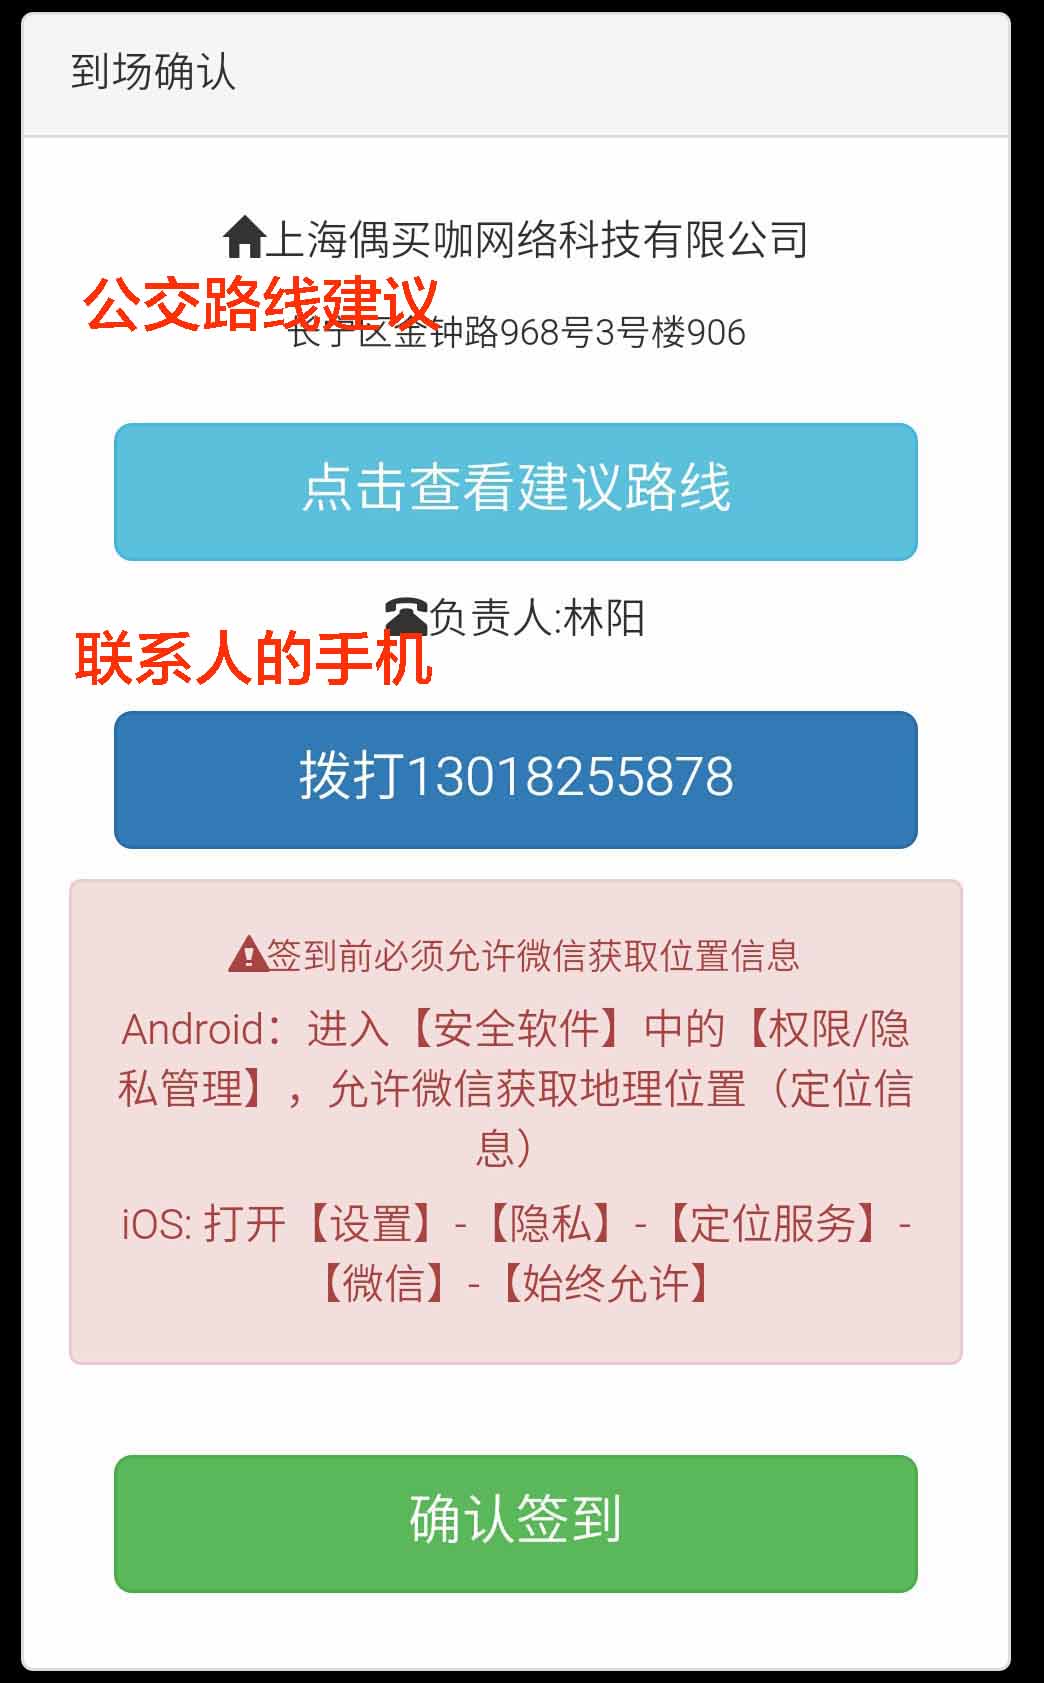 到场确认
上海偶买咖网络科技有限公司
公交路线建议
长宁区金钟路968号3号楼906
点击查看建议路线
负责人:林阳
联系人的手机
拨打13018255878
签到前必须允许微信获取位置信息
Android：进入【安全软件】中的【权限/隐
私管理】，允许微信获取地理位置（定位信
息）
iOS: 打开【设置】-【隐私】-【定位服务】-
【微信】-【始终允许】
确认签到